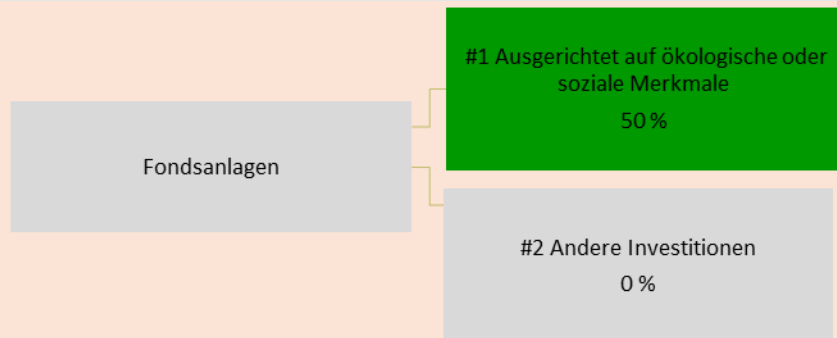 #1 Ausgerichtet auf ökologische oder
soziale Merkmale
50 %
Fondsanlagen
#2 Andere Investitionen
0 %